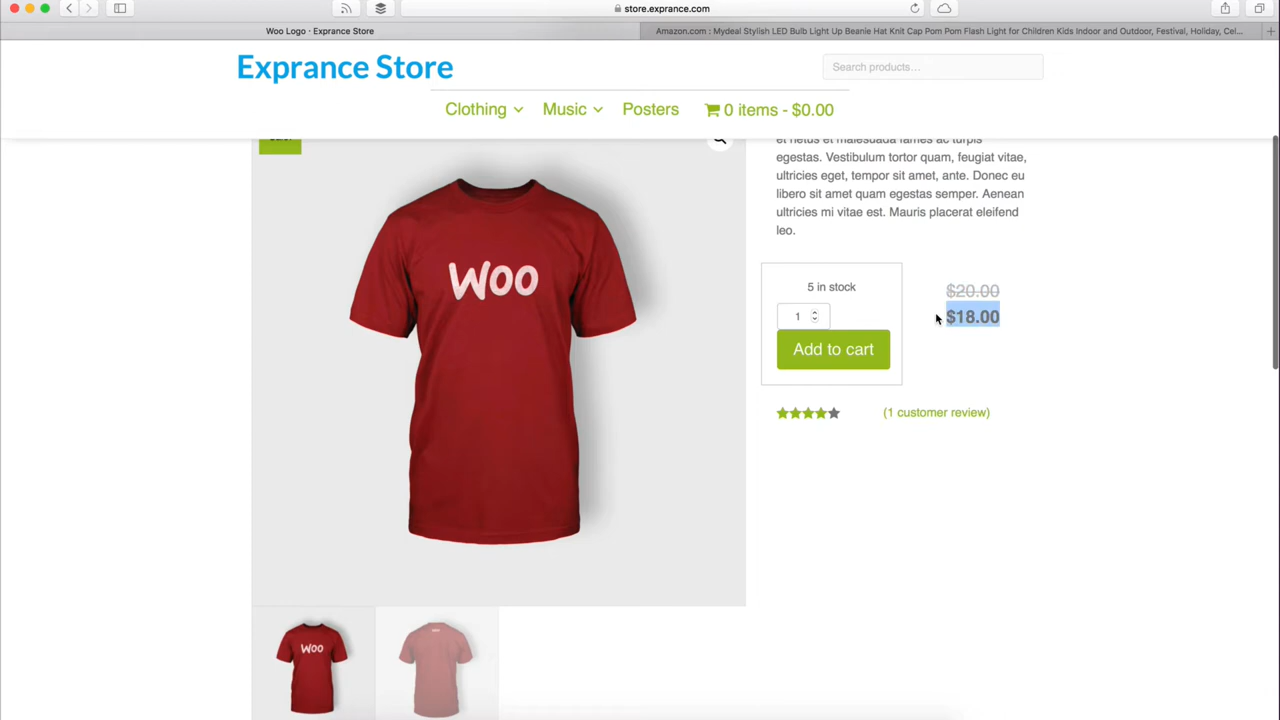 store.exprance.com
Woo Logo · Exprance Store
Amazon.com : Mydeal Stylish LED Bulb Light Up Beanie Hat Knit Cap Pom Pom Flash Light for Children Kids Indoor and Outdoor, Festival, Holiday, Cel...
Exprance Store
Search products...
Clothing
Music
Posters
0 items - $0.00
et netus et malesuada fames ac turpis
egestas. Vestibulum tortor quam, feugiat vitae,
ultricies eget, tempor sit amet, ante. Donec eu
libero sit amet quam egestas semper. Aenean
ultricies mi vitae est. Mauris placerat eleifend
leo.
Woo
5 in stock
$20.00
1
$18.00
Add to cart
(1 customer review)
Woo